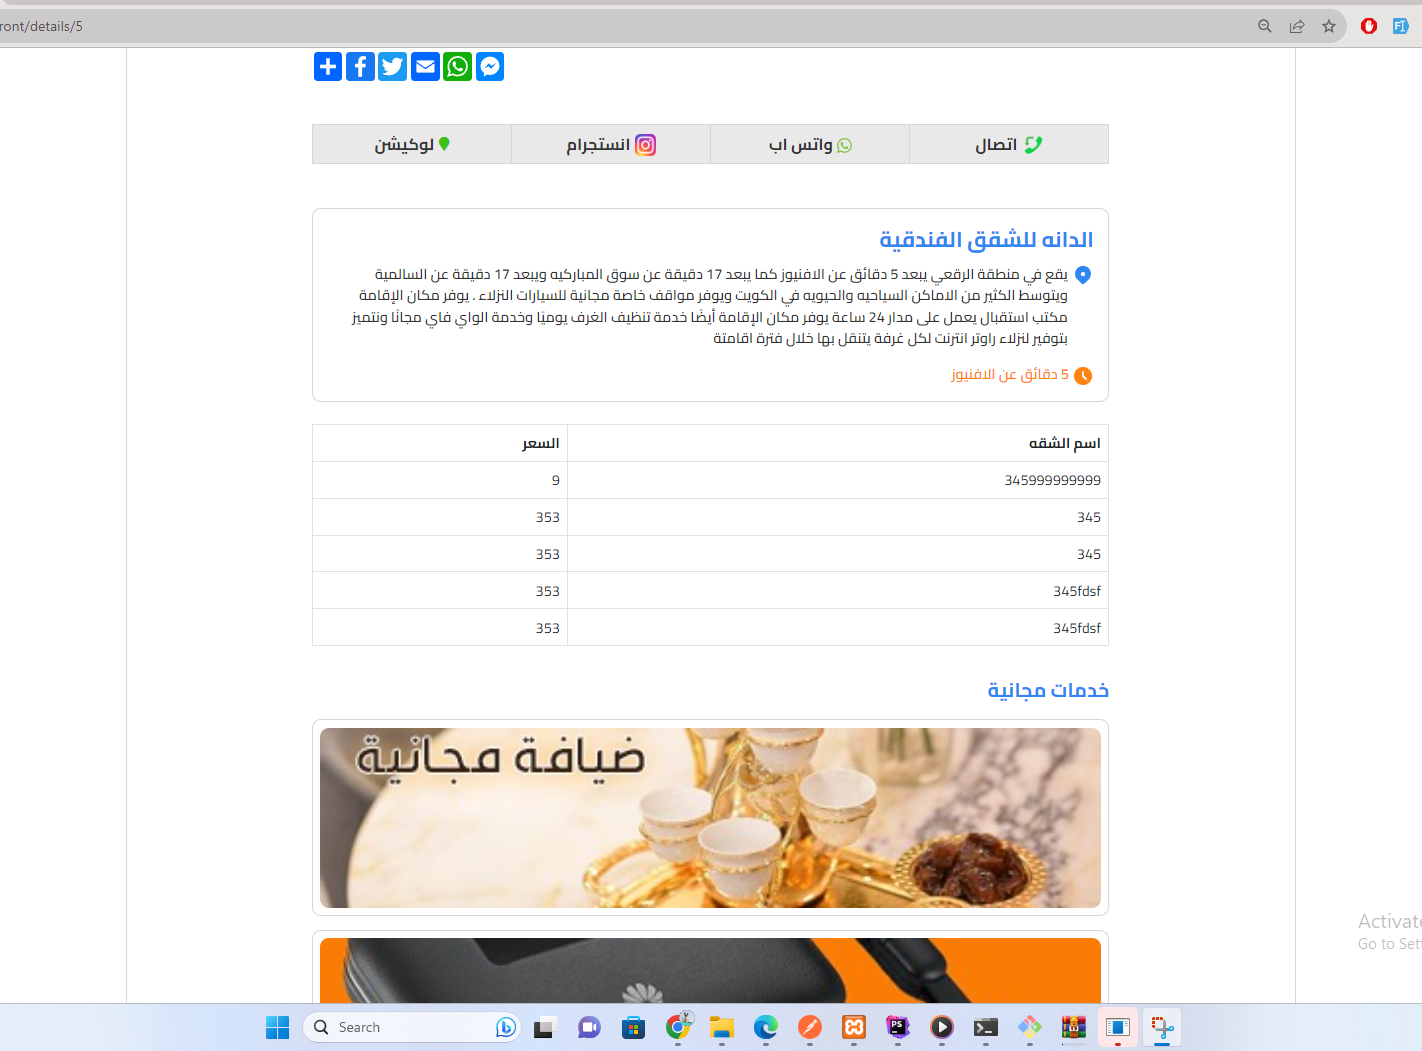 ront/details/5
اتصال
واتس اب
انستجرام
لوكيشن
الدانه للشقق الفندقية
يقع في منطقة الرقعي يبعد 5 دقائق عن الافنيوز كما يبعد 17 دقيقة عن سوق المباركيه ويبعد 17 دقيقة عن السالمية
ويتوسط الكثير من الاماكن السياحيه والحيويه في الكويت ويوفر مواقف خاصة مجانية للسيارات النزلاء . يوفر مكان الإقامة
مكتب استقبال يعمل على مدار 24 ساعة يوفر مكان الإقامة أيضًا خدمة تنظيف الغرف يوميًا وخدمة الواي فاي مجانًا ونتميز
بتوفير لنزلاء راوتر انترنت لكل غرفة يتنقل بها خلال فترة اقامتة
5 دقائق عن الافنيوز
اسم الشقه السعر
345999999999 9
345 353
345 353
345fdsf 353
345fdsf 353
خدمات مجانية
ضيافة مجانية
Activate
Go to Sett
Search
PS